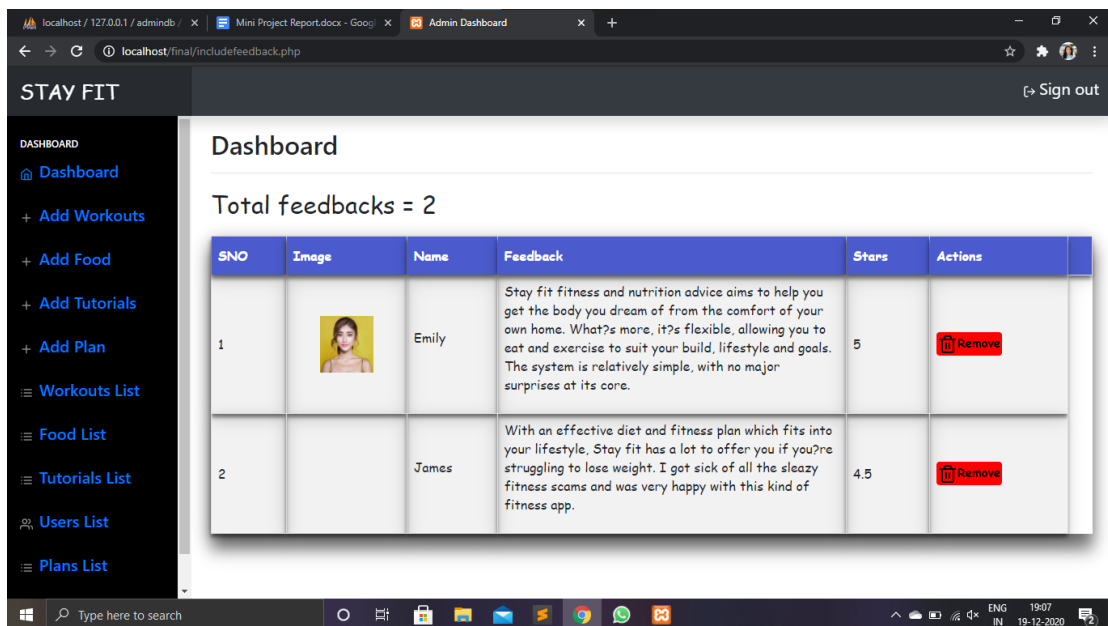 localhost / 127.0.0.1 / admindb /
Mini Project Report.docx - Googl
Admin Dashboard
localhost/final/includefeedback.php
STAY FIT
Sign out
DASHBOARD
Dashboard
Add Workouts
Add Food
Add Tutorials
Add Plan
Workouts List
Food List
Tutorials List
Users List
Plans List
Dashboard
Total feedbacks = 2
SNO Image Name Feedback Stars Actions
1 Emily
Stay fit fitness and nutrition advice aims to help you
get the body you dream of from the comfort of your
own home. What?s more, it?s flexible, allowing you to
eat and exercise to suit your build, lifestyle and goals.
The system is relatively simple, with no major
surprises at its core.
5 Remove
2 James
With an effective diet and fitness plan which fits into
your lifestyle, Stay fit has a lot to offer you if you?re
struggling to lose weight. I got sick of all the sleazy
fitness scams and was very happy with this kind of
fitness app.
4.5 Remove
Type here to search
ENG
IN
19:07
19-12-2020
2